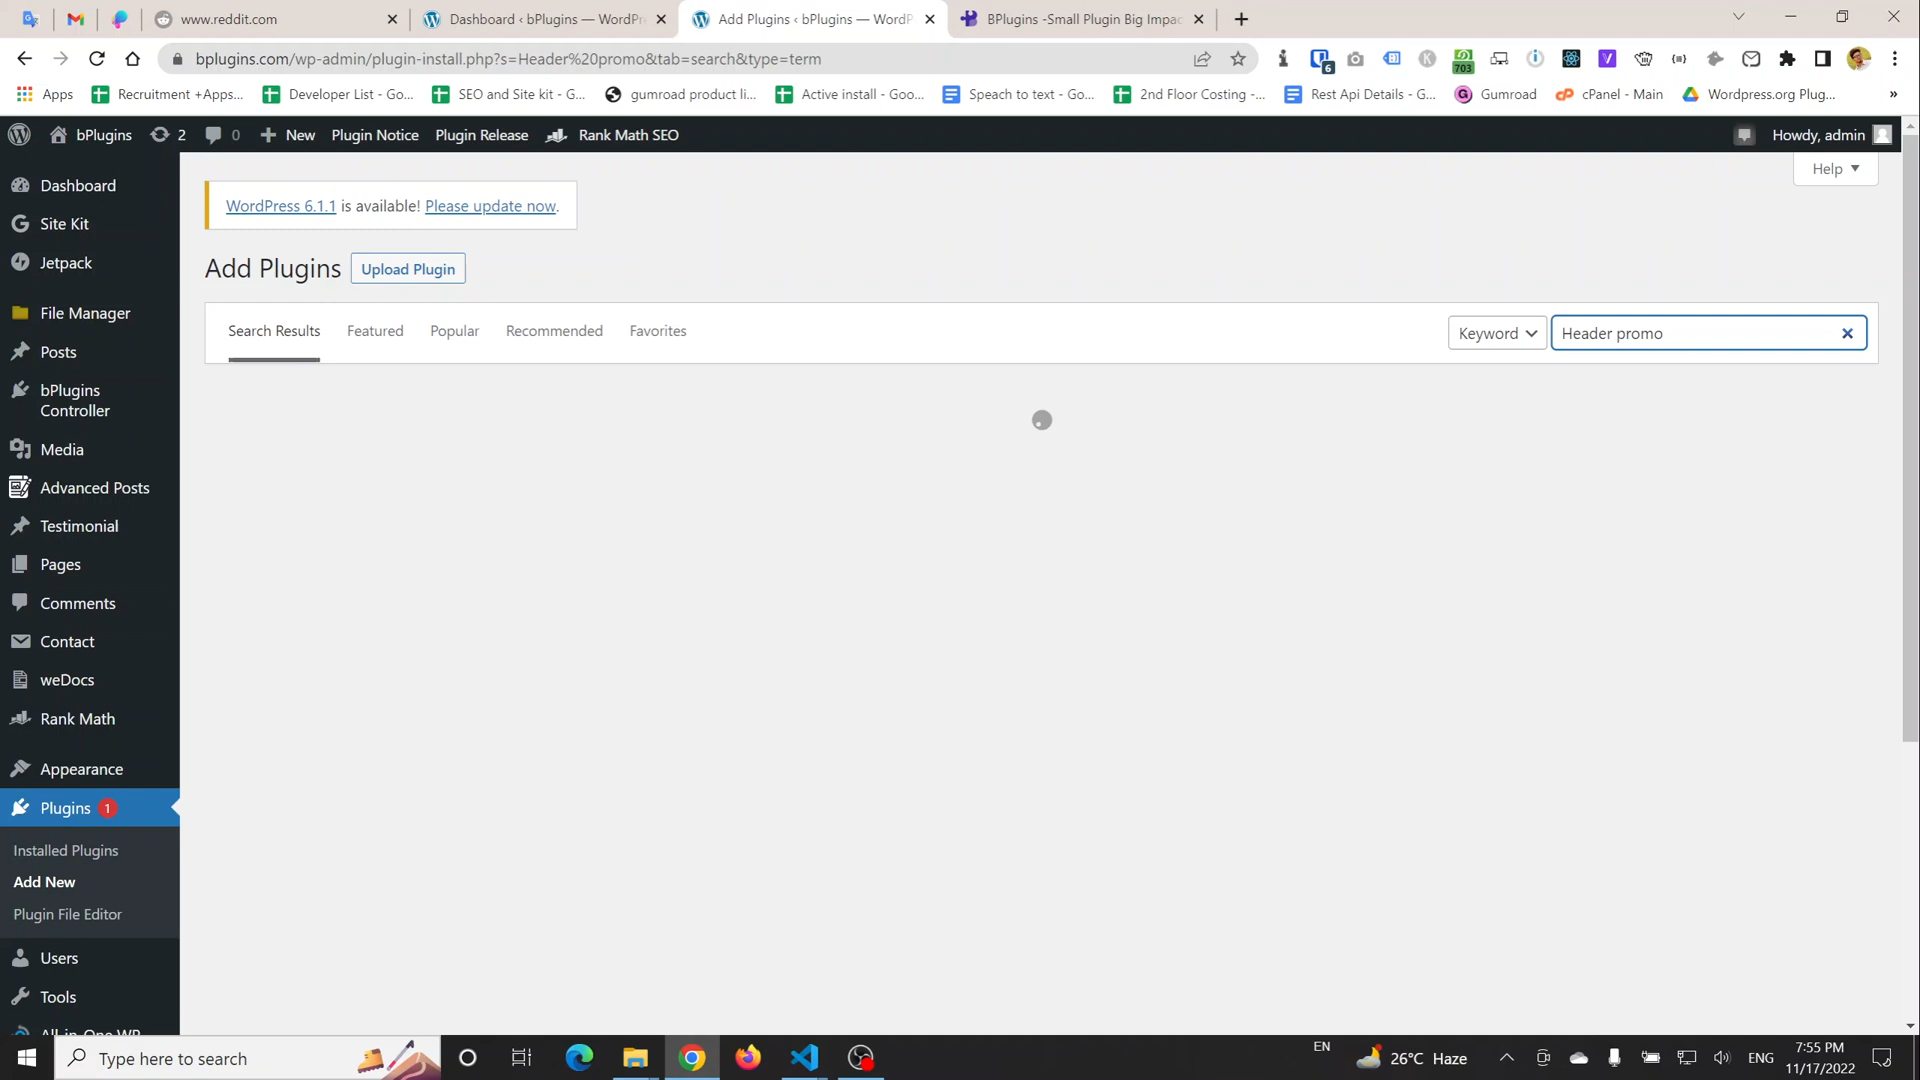 www.reddit.com
Dashboard ‹ bPlugins — WordPr
Add Plugins ‹ bPlugins — WordP
BPlugins -Small Plugin Big Impac
bplugins.com/wp-admin/plugin-install.php?s=Header%20promo&tab=search&type=term
6
703
Apps
Recruitment +Apps...
Developer List - Go...
SEO and Site kit - G...
gumroad product li...
Active install - Goo...
Speach to text - Go...
2nd Floor Costing -...
Rest Api Details - G...
Gumroad
cPanel - Main
Wordpress.org Plug...
»
bPlugins
2
0
New
Plugin Notice
Plugin Release
Rank Math SEO
Howdy, admin
Help
Dashboard
Site Kit
Jetpack
File Manager
Posts
bPlugins
Controller
Media
Advanced Posts
Testimonial
Pages
Comments
Contact
weDocs
Rank Math
Appearance
Plugins 1
Installed Plugins
Add New
Plugin File Editor
Users
Tools
All-in-One WP
WordPress 6.1.1 is available! Please update now.
Add Plugins
Upload Plugin
Search Results
Featured
Popular
Recommended
Favorites
Keyword
Header promo
Type here to search
EN
26°C Haze
ENG
7:55 PM
11/17/2022